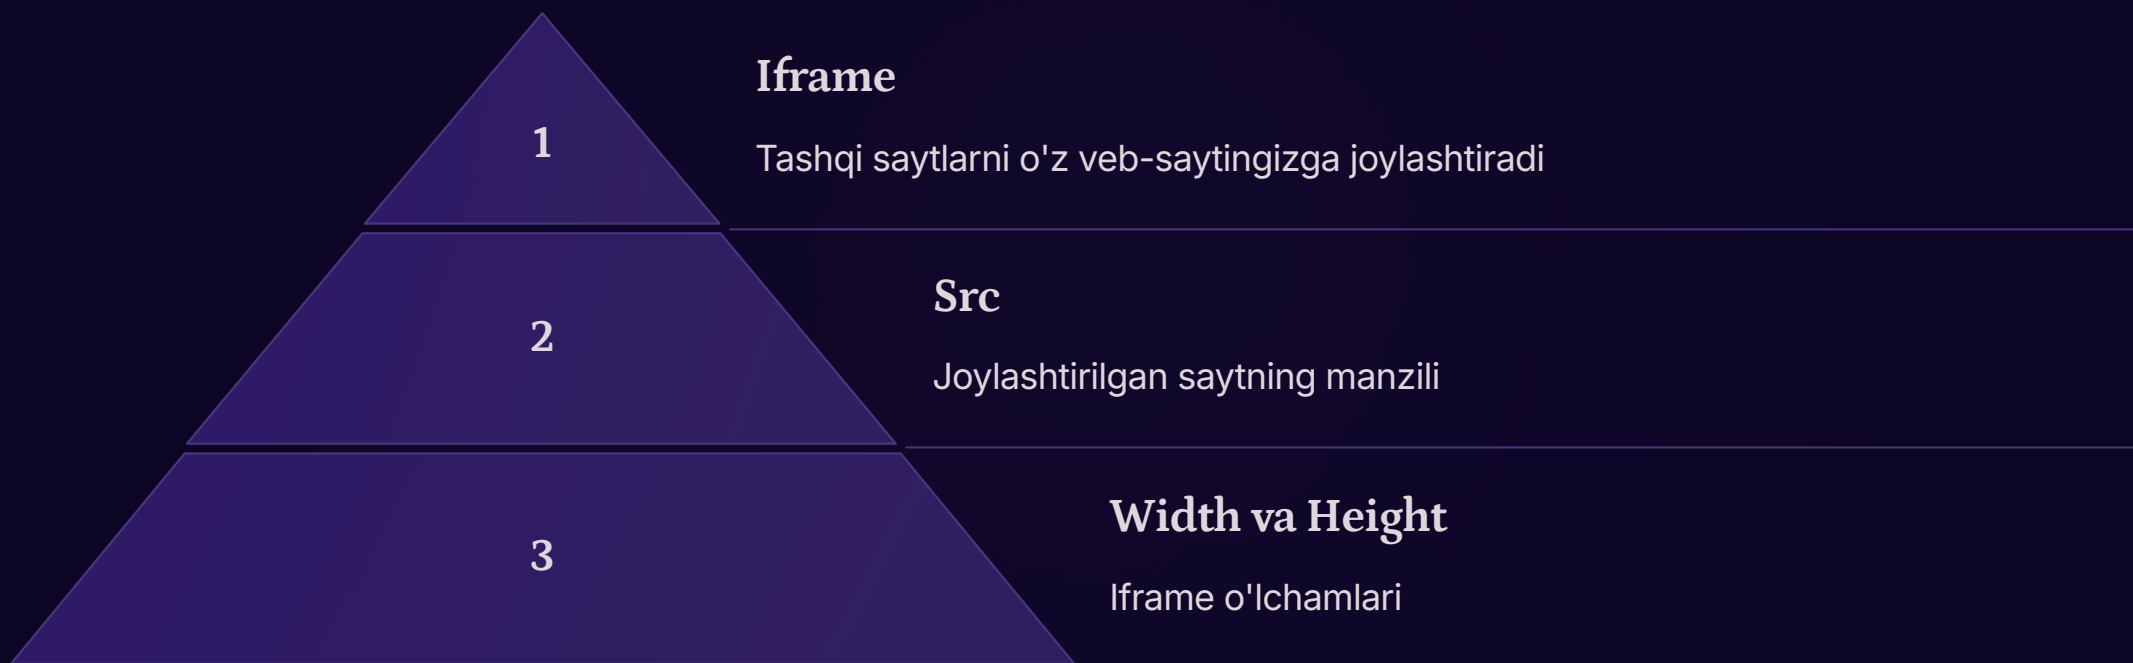 1
Iframe
Tashqi saytlarni o'z veb-saytingizga joylashtiradi
2
Src
Joylashtirilgan saytning manzili
3
Width va Height
Iframe o'lchamlari